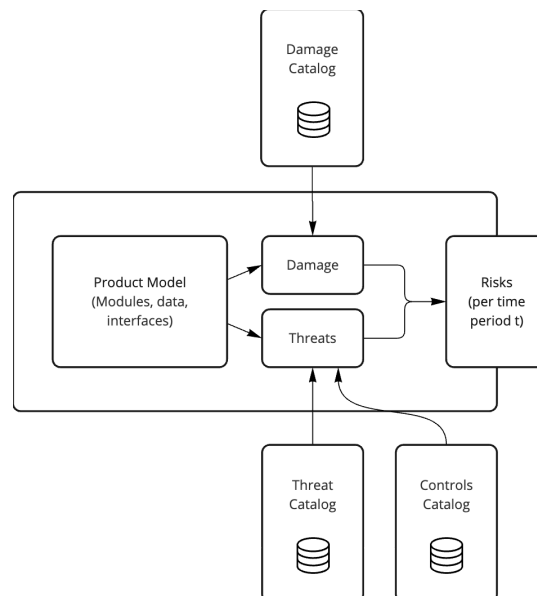 Damage
Catalog
Product Model
(Modules, data,
interfaces)
Damage
Threats
Risks
(per time
period t)
Threat
Catalog
Controls
Catalog